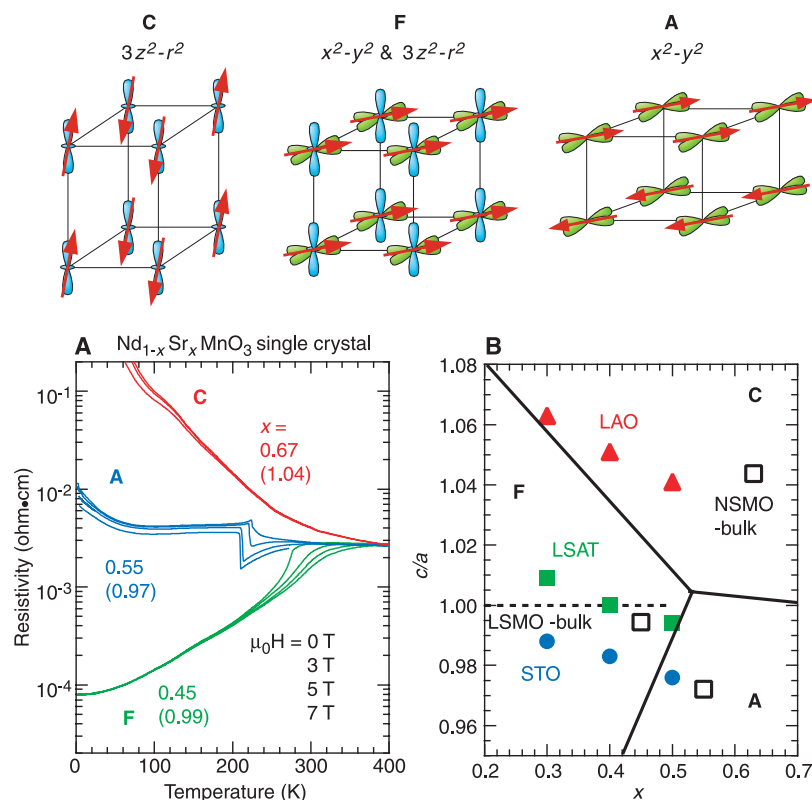 C
F
A
3z²-r²
x²-y² & 3z²-r²
x²-y²
A
Nd₁₋ₓSrₓMnO₃ single crystal
10⁻¹
10⁻²
10⁻³
10⁻⁴
Resistivity (ohm•cm)
C
x =
0.67
(1.04)
A
0.55
(0.97)
μ₀H = 0 T
3 T
5 T
7 T
0.45
(0.99)
F
0
100
200
300
400
Temperature (K)
B
1.08
1.06
1.04
1.02
1.00
0.98
0.96
c/a
C
LAO
F
NSMO
-bulk
LSAT
LSMO -bulk
STO
A
0.2
0.3
0.4
0.5
0.6
0.7
x